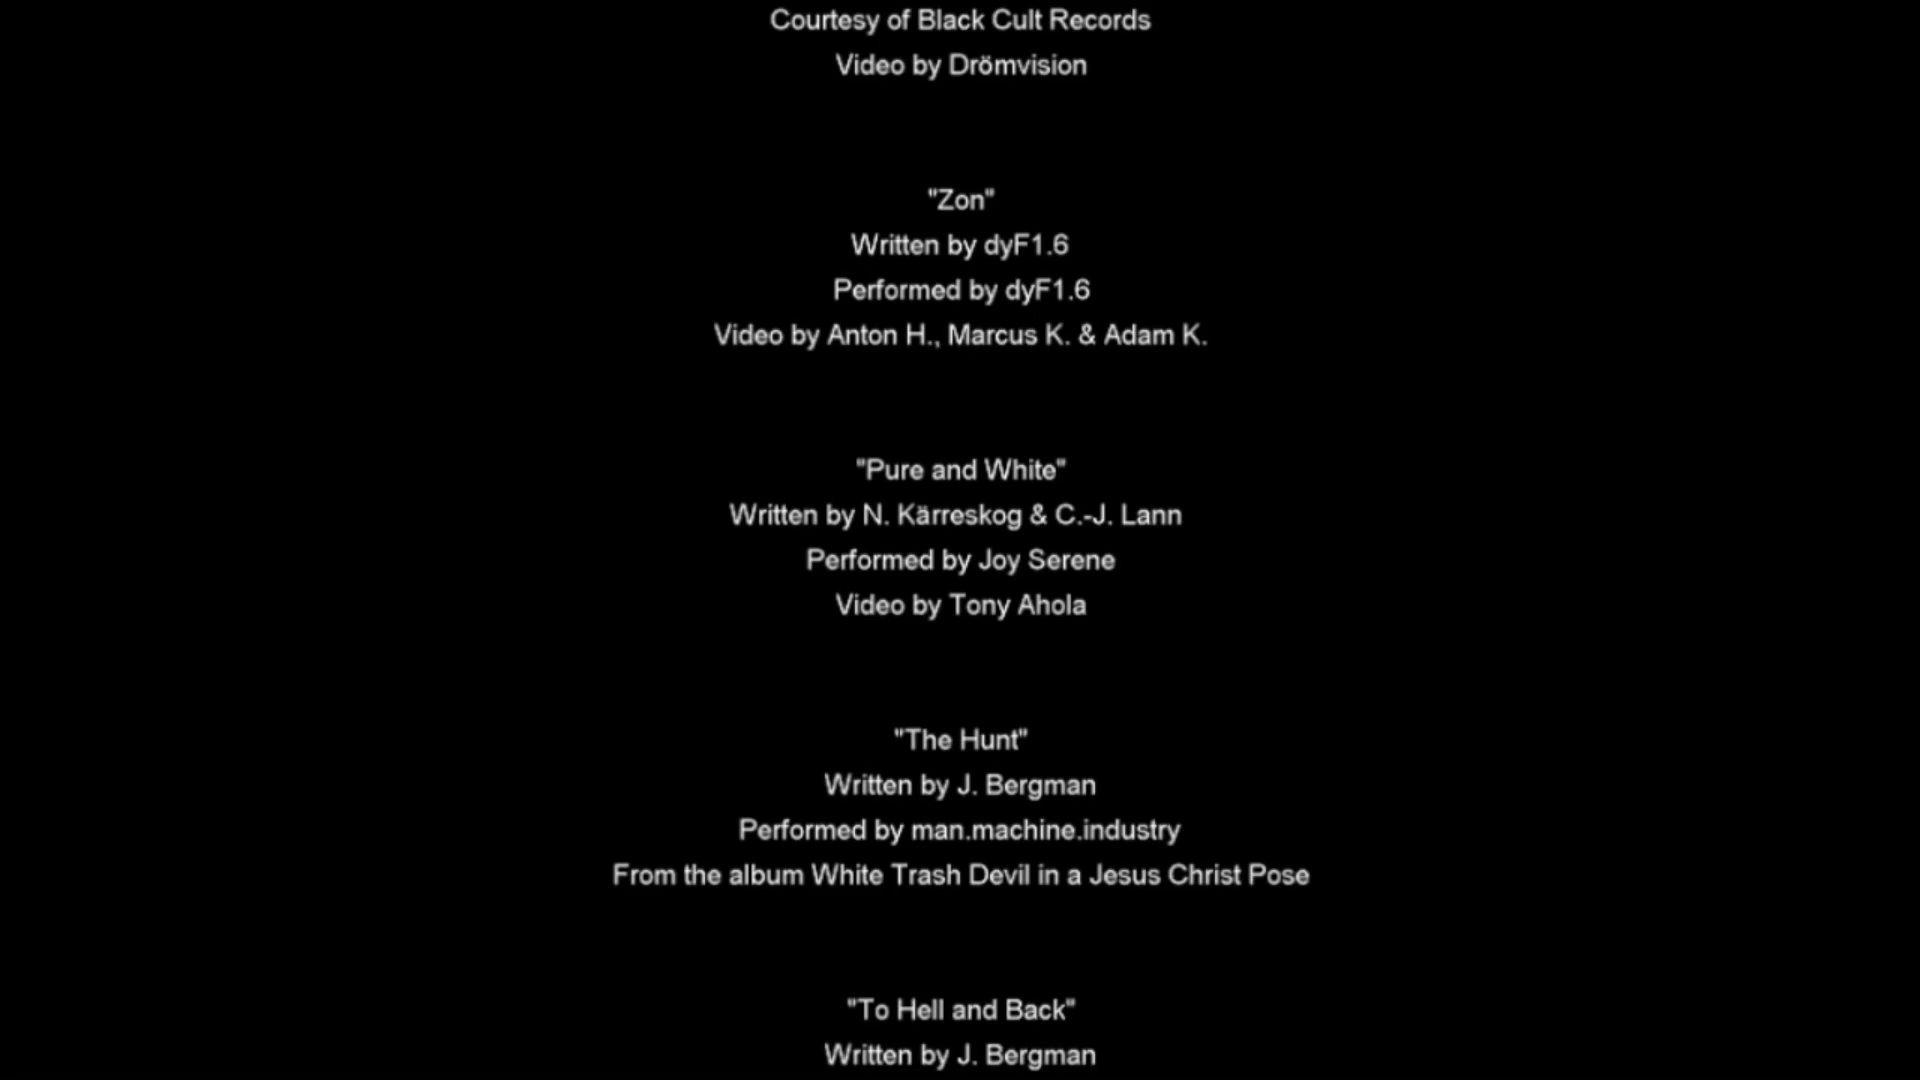 Courtesy of Black Cult Records
Video by Drömvision
"Zon"
Written by dyF1.6
Performed by dyF1.6
Video by Anton H., Marcus K. & Adam K.
"Pure and White"
Written by N. Kärreskog & C.-J. Lann
Performed by Joy Serene
Video by Tony Ahola
"The Hunt"
Written by J. Bergman
Performed by man.machine.industry
From the album White Trash Devil in a Jesus Christ Pose
"To Hell and Back"
Written by J. Bergman